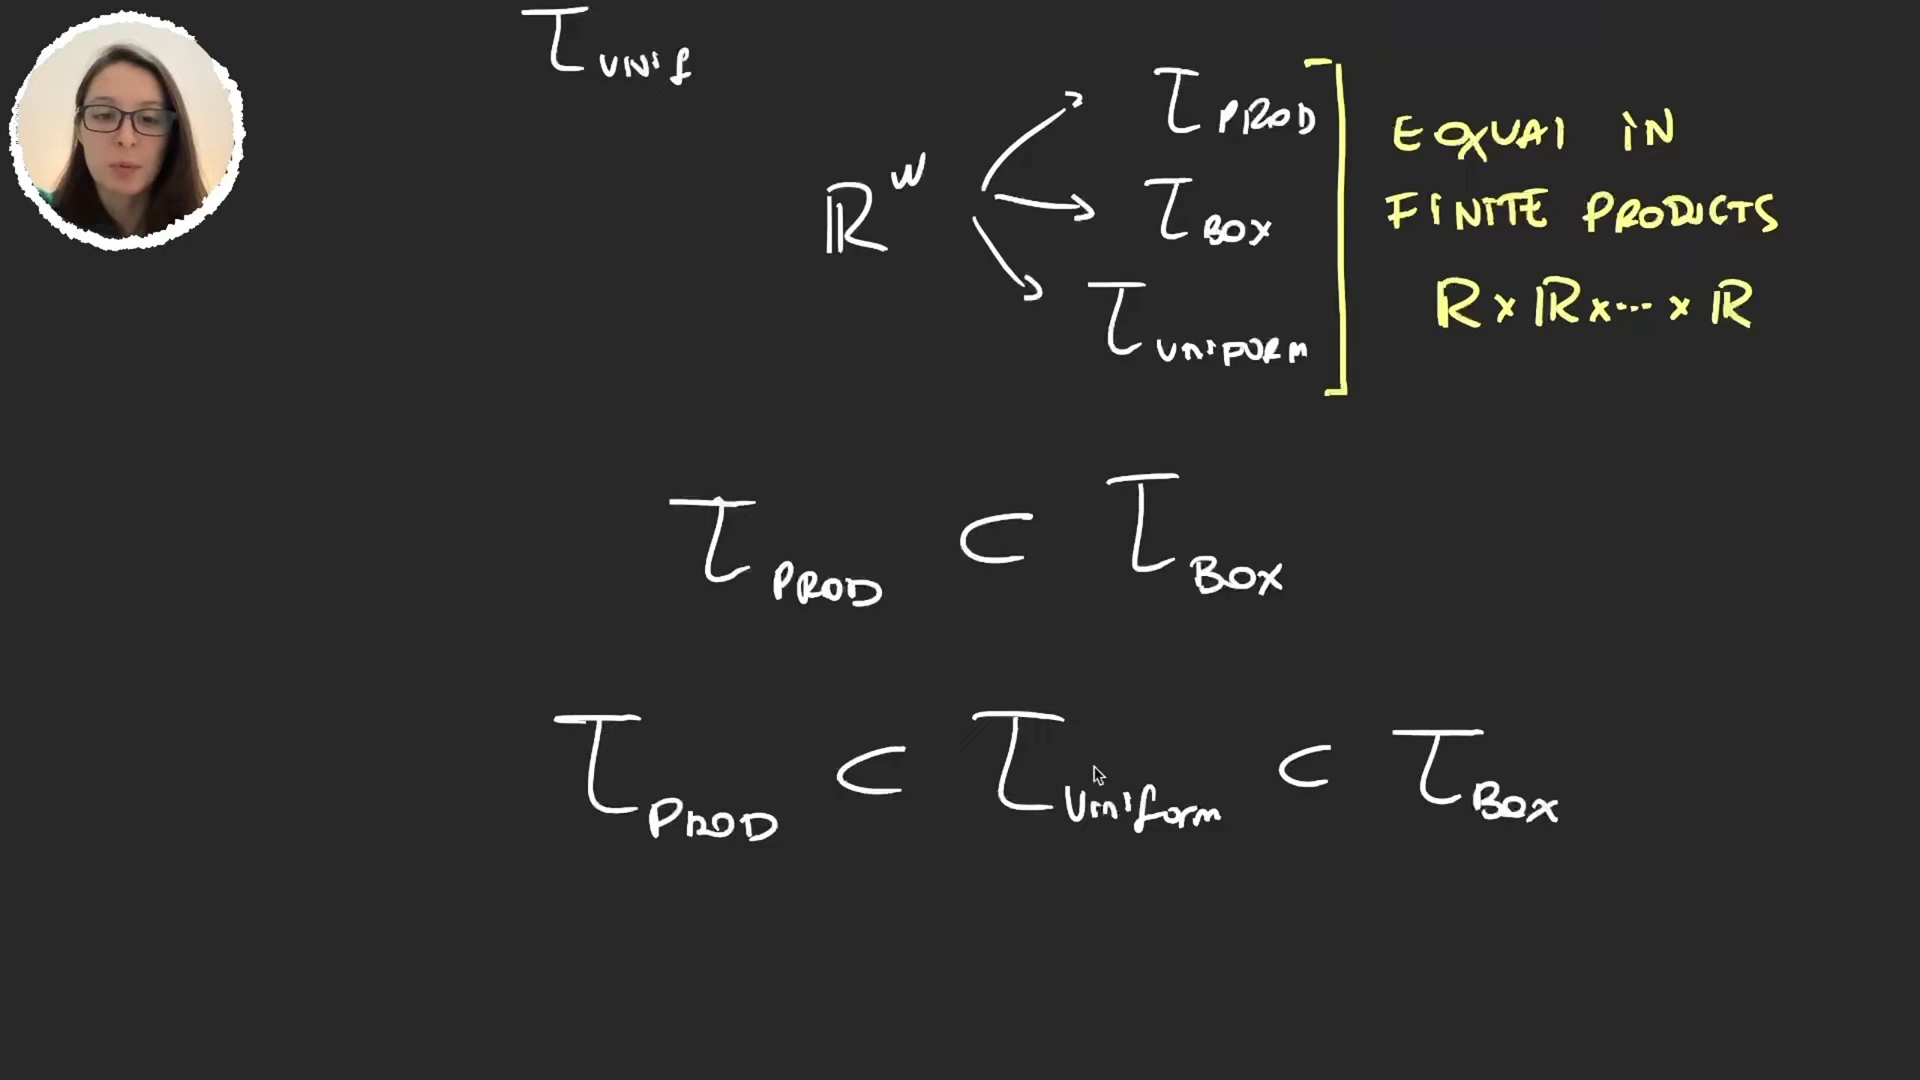 τ UNIF
τ PROD
EQUAL IN
ℝ^ω
τ BOX
FINITE PRODUCTS
τ UNIFORM
ℝ × ℝ × ... × ℝ
τ PROD ⊂ τ BOX
τ PROD ⊂ τ Uniform ⊂ τ BOX